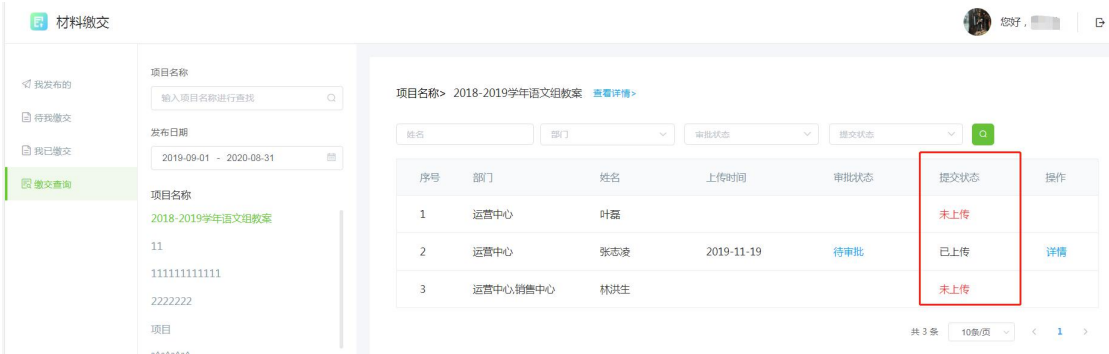 材料缴交
您好，
我发布的
待我缴交
我已缴交
缴交查询
项目名称
输入项目名称进行查找
发布日期
2019-09-01 - 2020-08-31
项目名称
2018-2019学年语文组教案
11
111111111111
2222222
项目
项目名称> 2018-2019学年语文组教案 查看详情>
姓名 部门 审批状态 提交状态
序号 部门 姓名 上传时间 审批状态 提交状态 操作
1 运营中心 叶磊 未上传
2 运营中心 张志凌 2019-11-19 待审批 已上传 详情
3 运营中心,销售中心 林洪生 未上传
共 3 条 10条/页 < 1 >